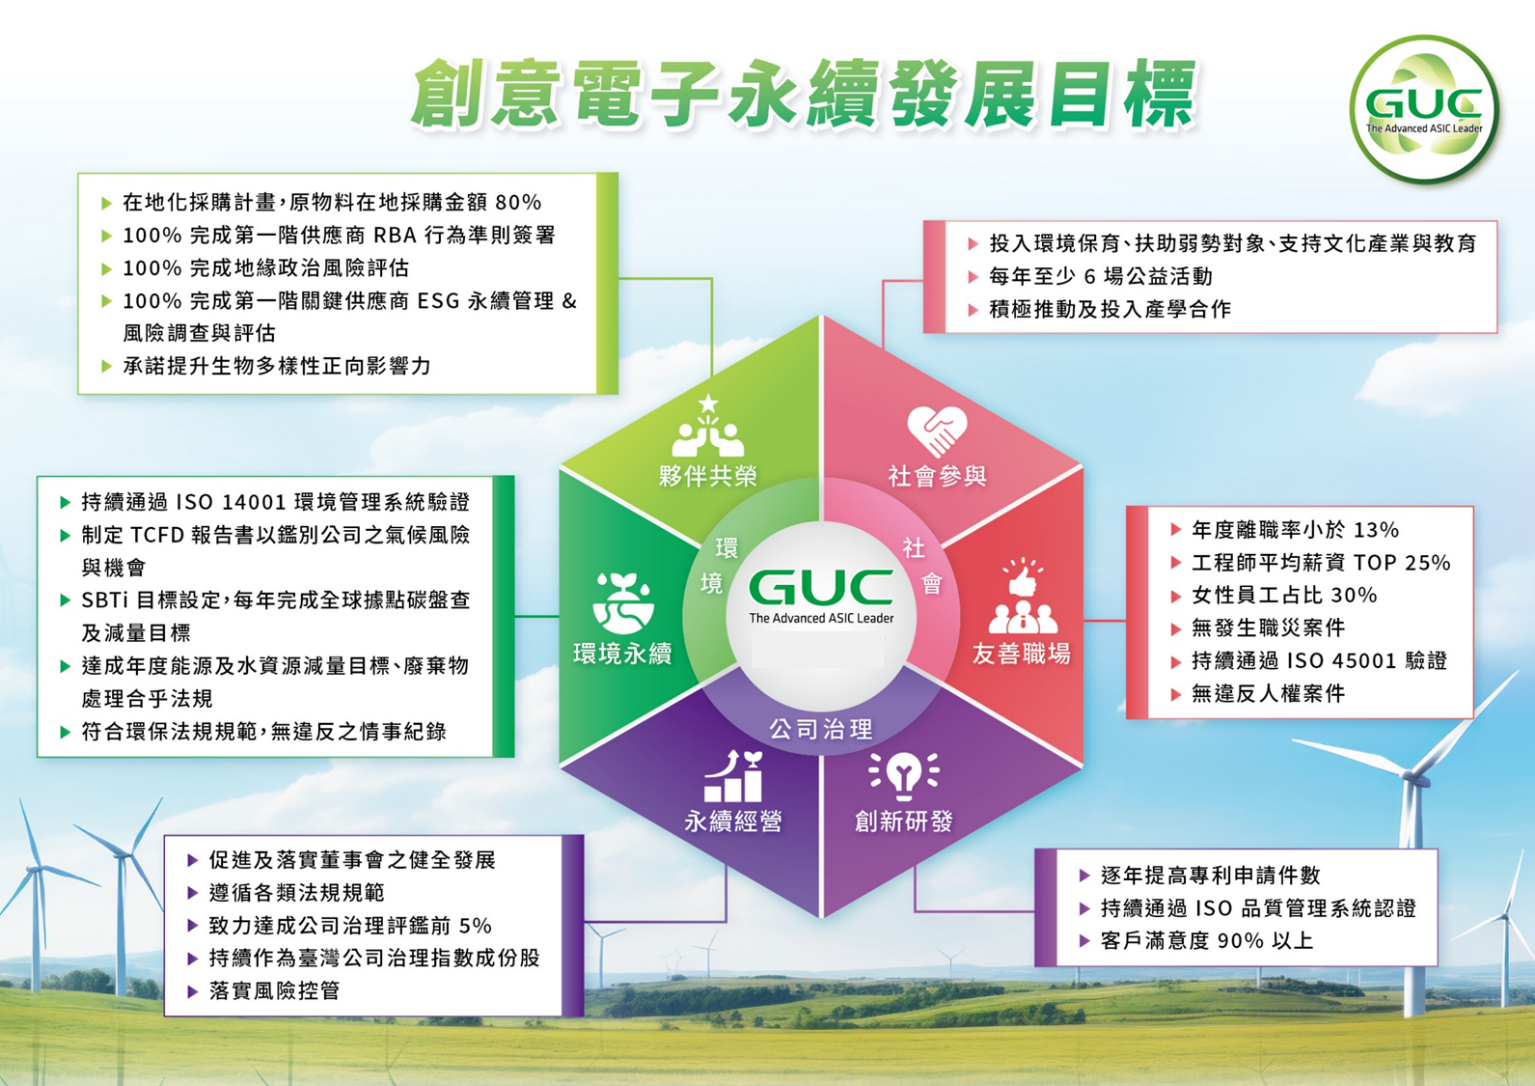 創意電子永續發展目標
GUC
The Advanced ASIC Leader
在地化採購計畫，原物料在地採購金額 80%
100% 完成第一階供應商 RBA 行為準則簽署
100% 完成地緣政治風險評估
100% 完成第一階關鍵供應商 ESG 永續管理 &
風險調查與評估
承諾提升生物多樣性正向影響力
投入環境保育、扶助弱勢對象、支持文化產業與教育
每年至少 6 場公益活動
積極推動及投入產學合作
夥伴共榮
社會參與
持續通過 ISO 14001 環境管理系統驗證
制定 TCFD 報告書以鑑別公司之氣候風險
與機會
SBTi 目標設定，每年完成全球據點碳盤查
及減量目標
達成年度能源及水資源減量目標、廢棄物
處理合乎法規
符合環保法規規範，無違反之情事紀錄
環境永續
環境
社會
GUC
The Advanced ASIC Leader
公司治理
友善職場
年度離職率小於 13%
工程師平均薪資 TOP 25%
女性員工占比 30%
無發生職災案件
持續通過 ISO 45001 驗證
無違反人權案件
永續經營
創新研發
促進及落實董事會之健全發展
遵循各類法規規範
致力達成公司治理評鑑前 5%
持續作為臺灣公司治理指數成份股
落實風險控管
逐年提高專利申請件數
持續通過 ISO 品質管理系統認證
客戶滿意度 90% 以上